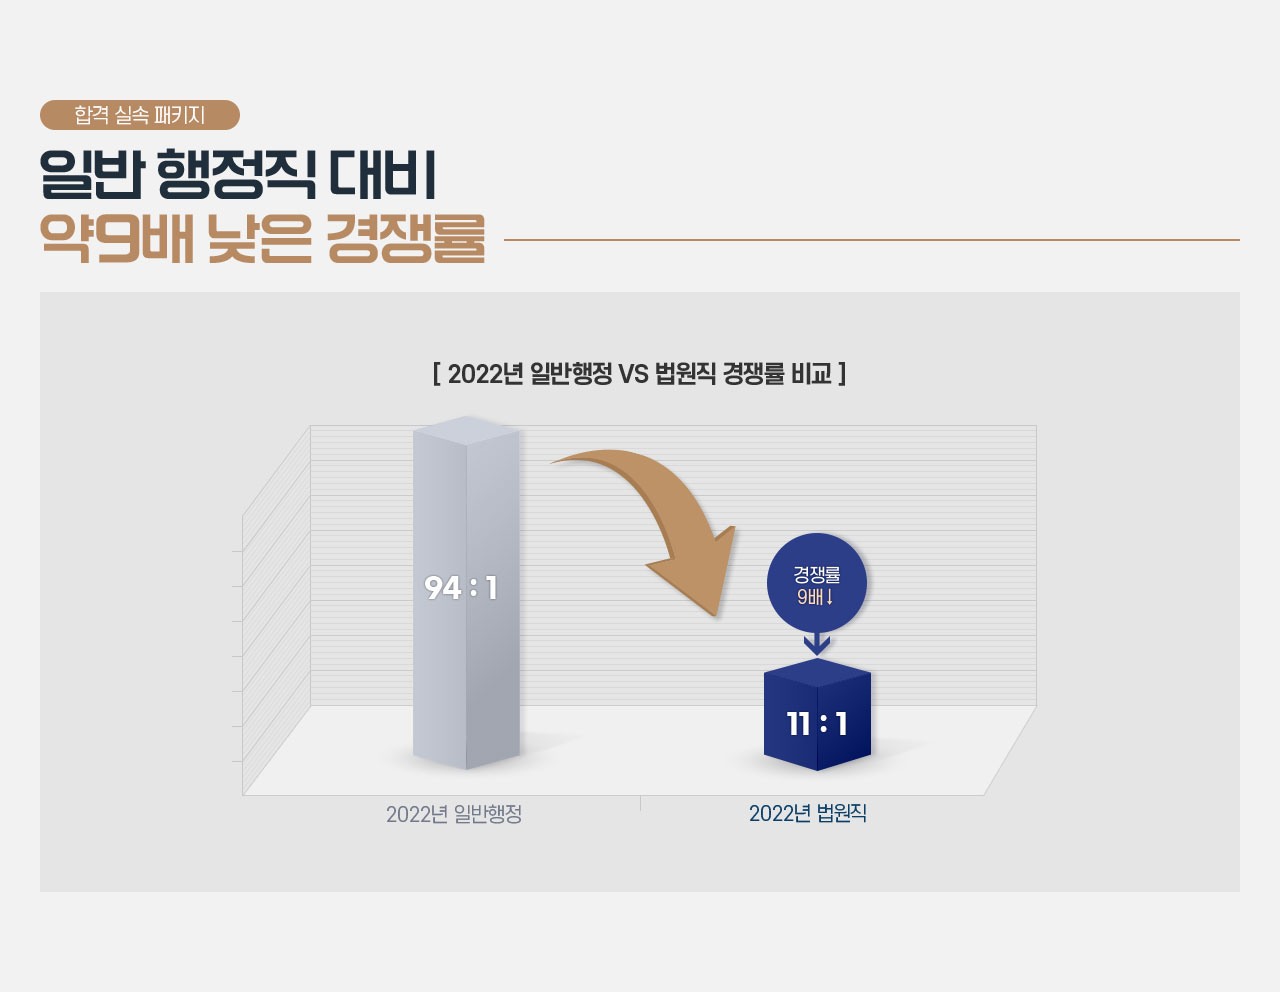 합격 실속 패키지
일반 행정직 대비
약9배 낮은 경쟁률
[ 2022년 일반행정 VS 법원직 경쟁률 비교 ]
94 : 1
경쟁률
9배↓
11 : 1
2022년 일반행정
2022년 법원직